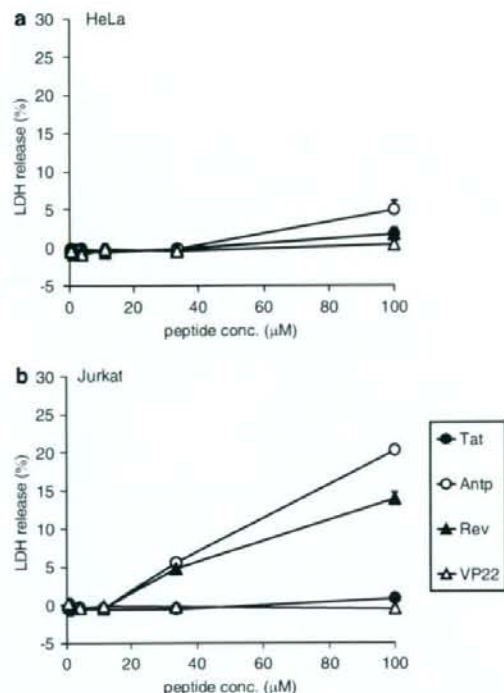 a HeLa
30
25
20
15
10
5
0
-5
LDH release (%)
0 20 40 60 80 100
peptide conc. (μM)
b Jurkat
30
25
20
15
10
5
0
-5
LDH release (%)
0 20 40 60 80 100
peptide conc. (μM)
Tat
Antp
Rev
VP22